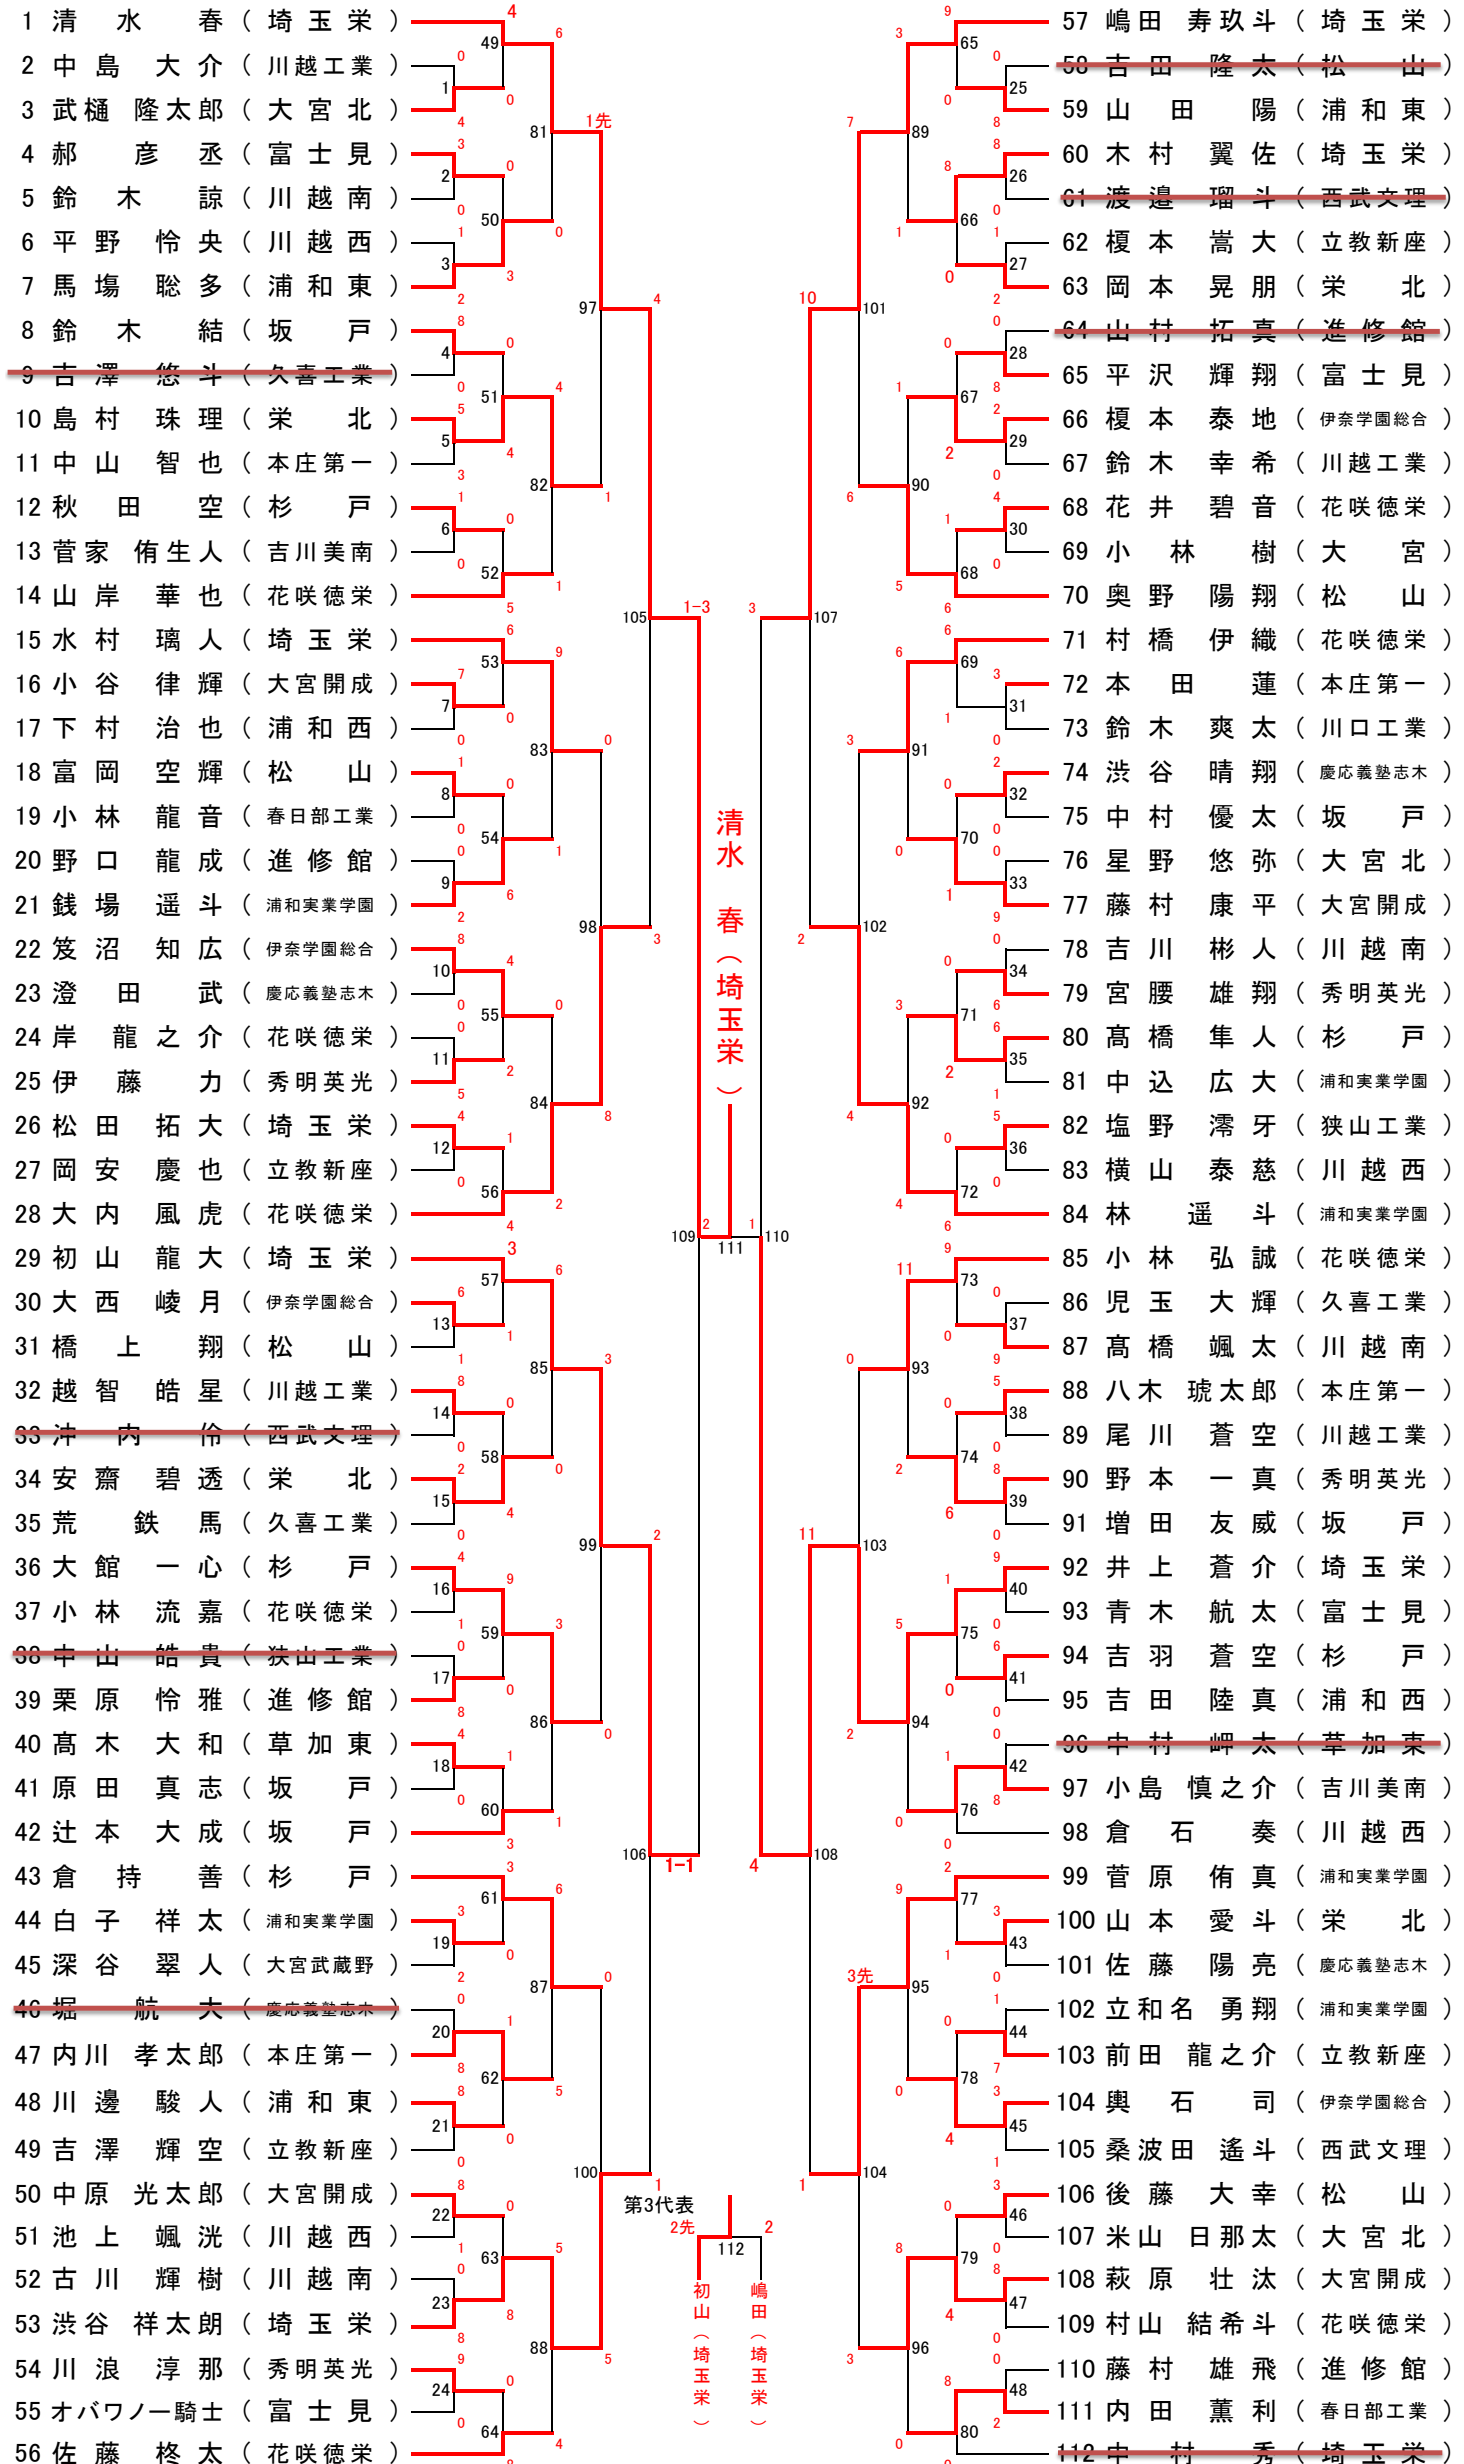 1 清水 春 ( 埼玉栄 )
2 中島 大介 ( 川越工業 )
3 武樋 隆太郎 ( 大宮北 )
4 郝 彦丞 ( 富士見 )
5 鈴木 諒 ( 川越南 )
6 平野 怜央 ( 川越西 )
7 馬塲 聡多 ( 浦和東 )
8 鈴木 結 ( 坂戸 )
9 吉澤 悠斗 ( 久喜工業 )
10 島村 珠理 ( 栄北 )
11 中山 智也 ( 本庄第一 )
12 秋田 空 ( 杉戸 )
13 菅家 侑生人 ( 吉川美南 )
14 山岸 華也 ( 花咲徳栄 )
15 水村 璃人 ( 埼玉栄 )
16 小谷 律輝 ( 大宮開成 )
17 下村 治也 ( 浦和西 )
18 富岡 空輝 ( 松山 )
19 小林 龍音 ( 春日部工業 )
20 野口 龍成 ( 進修館 )
21 銭場 遥斗 ( 浦和実業学園 )
22 笈沼 知広 ( 伊奈学園総合 )
23 澄田 武 ( 慶応義塾志木 )
24 岸 龍之介 ( 花咲徳栄 )
25 伊藤 力 ( 秀明英光 )
26 松田 拓大 ( 埼玉栄 )
27 岡安 慶也 ( 立教新座 )
28 大内 風虎 ( 花咲徳栄 )
29 初山 龍大 ( 埼玉栄 )
30 大西 崚月 ( 伊奈学園総合 )
31 橋上 翔 ( 松山 )
32 越智 皓星 ( 川越工業 )
33 沖内 伶 ( 西武文理 )
34 安齋 碧透 ( 栄北 )
35 荒 鉄馬 ( 久喜工業 )
36 大館 一心 ( 杉戸 )
37 小林 流嘉 ( 花咲徳栄 )
38 中山 皓貴 ( 狭山工業 )
39 栗原 怜雅 ( 進修館 )
40 髙木 大和 ( 草加東 )
41 原田 真志 ( 坂戸 )
42 辻本 大成 ( 坂戸 )
43 倉持 善 ( 杉戸 )
44 白子 祥太 ( 浦和実業学園 )
45 深谷 翠人 ( 大宮武蔵野 )
46 堀 航大 ( 慶応義塾志木 )
47 内川 孝太郎 ( 本庄第一 )
48 川邊 駿人 ( 浦和東 )
49 吉澤 輝空 ( 立教新座 )
50 中原 光太郎 ( 大宮開成 )
51 池上 颯洸 ( 川越西 )
52 古川 輝樹 ( 川越南 )
53 渋谷 祥太朗 ( 埼玉栄 )
54 川浪 淳那 ( 秀明英光 )
55 オバワノ一騎士 ( 富士見 )
56 佐藤 柊太 ( 花咲徳栄 )
清水 春(埼玉栄)
第3代表
2先 2
112
初山(埼玉栄)
嶋田(埼玉栄)
57 嶋田 寿玖斗 ( 埼玉栄 )
58 吉田 隆太 ( 松山 )
59 山田 陽 ( 浦和東 )
60 木村 翼佐 ( 埼玉栄 )
61 渡邉 瑠斗 ( 西武文理 )
62 榎本 嵩大 ( 立教新座 )
63 岡本 晃朋 ( 栄北 )
64 山村 拓真 ( 進修館 )
65 平沢 輝翔 ( 富士見 )
66 榎本 泰地 ( 伊奈学園総合 )
67 鈴木 幸希 ( 川越工業 )
68 花井 碧音 ( 花咲徳栄 )
69 小林 樹 ( 大宮 )
70 奥野 陽翔 ( 松山 )
71 村橋 伊織 ( 花咲徳栄 )
72 本田 蓮 ( 本庄第一 )
73 鈴木 爽太 ( 川口工業 )
74 渋谷 晴翔 ( 慶応義塾志木 )
75 中村 優太 ( 坂戸 )
76 星野 悠弥 ( 大宮北 )
77 藤村 康平 ( 大宮開成 )
78 吉川 彬人 ( 川越南 )
79 宮腰 雄翔 ( 秀明英光 )
80 髙橋 隼人 ( 杉戸 )
81 中込 広大 ( 浦和実業学園 )
82 塩野 澪牙 ( 狭山工業 )
83 横山 泰慈 ( 川越西 )
84 林 遥斗 ( 浦和実業学園 )
85 小林 弘誠 ( 花咲徳栄 )
86 児玉 大輝 ( 久喜工業 )
87 髙橋 颯太 ( 川越南 )
88 八木 琥太郎 ( 本庄第一 )
89 尾川 蒼空 ( 川越工業 )
90 野本 一真 ( 秀明英光 )
91 増田 友威 ( 坂戸 )
92 井上 蒼介 ( 埼玉栄 )
93 青木 航太 ( 富士見 )
94 吉羽 蒼空 ( 杉戸 )
95 吉田 陸真 ( 浦和西 )
96 中村 岬太 ( 草加東 )
97 小島 慎之介 ( 吉川美南 )
98 倉石 奏 ( 川越西 )
99 菅原 侑真 ( 浦和実業学園 )
100 山本 愛斗 ( 栄北 )
101 佐藤 陽亮 ( 慶応義塾志木 )
102 立和名 勇翔 ( 浦和実業学園 )
103 前田 龍之介 ( 立教新座 )
104 輿石 司 ( 伊奈学園総合 )
105 桑波田 遙斗 ( 西武文理 )
106 後藤 大幸 ( 松山 )
107 米山 日那太 ( 大宮北 )
108 萩原 壮汰 ( 大宮開成 )
109 村山 結希斗 ( 花咲徳栄 )
110 藤村 雄飛 ( 進修館 )
111 内田 薫利 ( 春日部工業 )
112 中村 秀 ( 埼玉栄 )